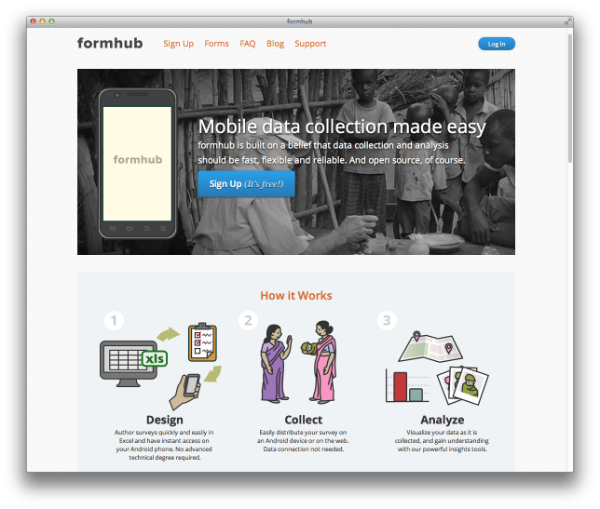 formhub
formhub
Sign Up Forms FAQ Blog Support
Log In
formhub
Mobile data collection made easy
formhub is built on a belief that data collection and analysis
should be fast, flexible and reliable. And open source, of course.
Sign Up (It's free!)
How it Works
1
xls
Design
Author surveys quickly and easily in
Excel and have instant access on
your Android phone. No advanced
technical degree required.
2
Collect
Easily distribute your survey on
an Android device or on the web.
Data connection not needed.
3
Analyze
Visualize your data as it is
collected, and gain understanding
with our powerful insights tools.